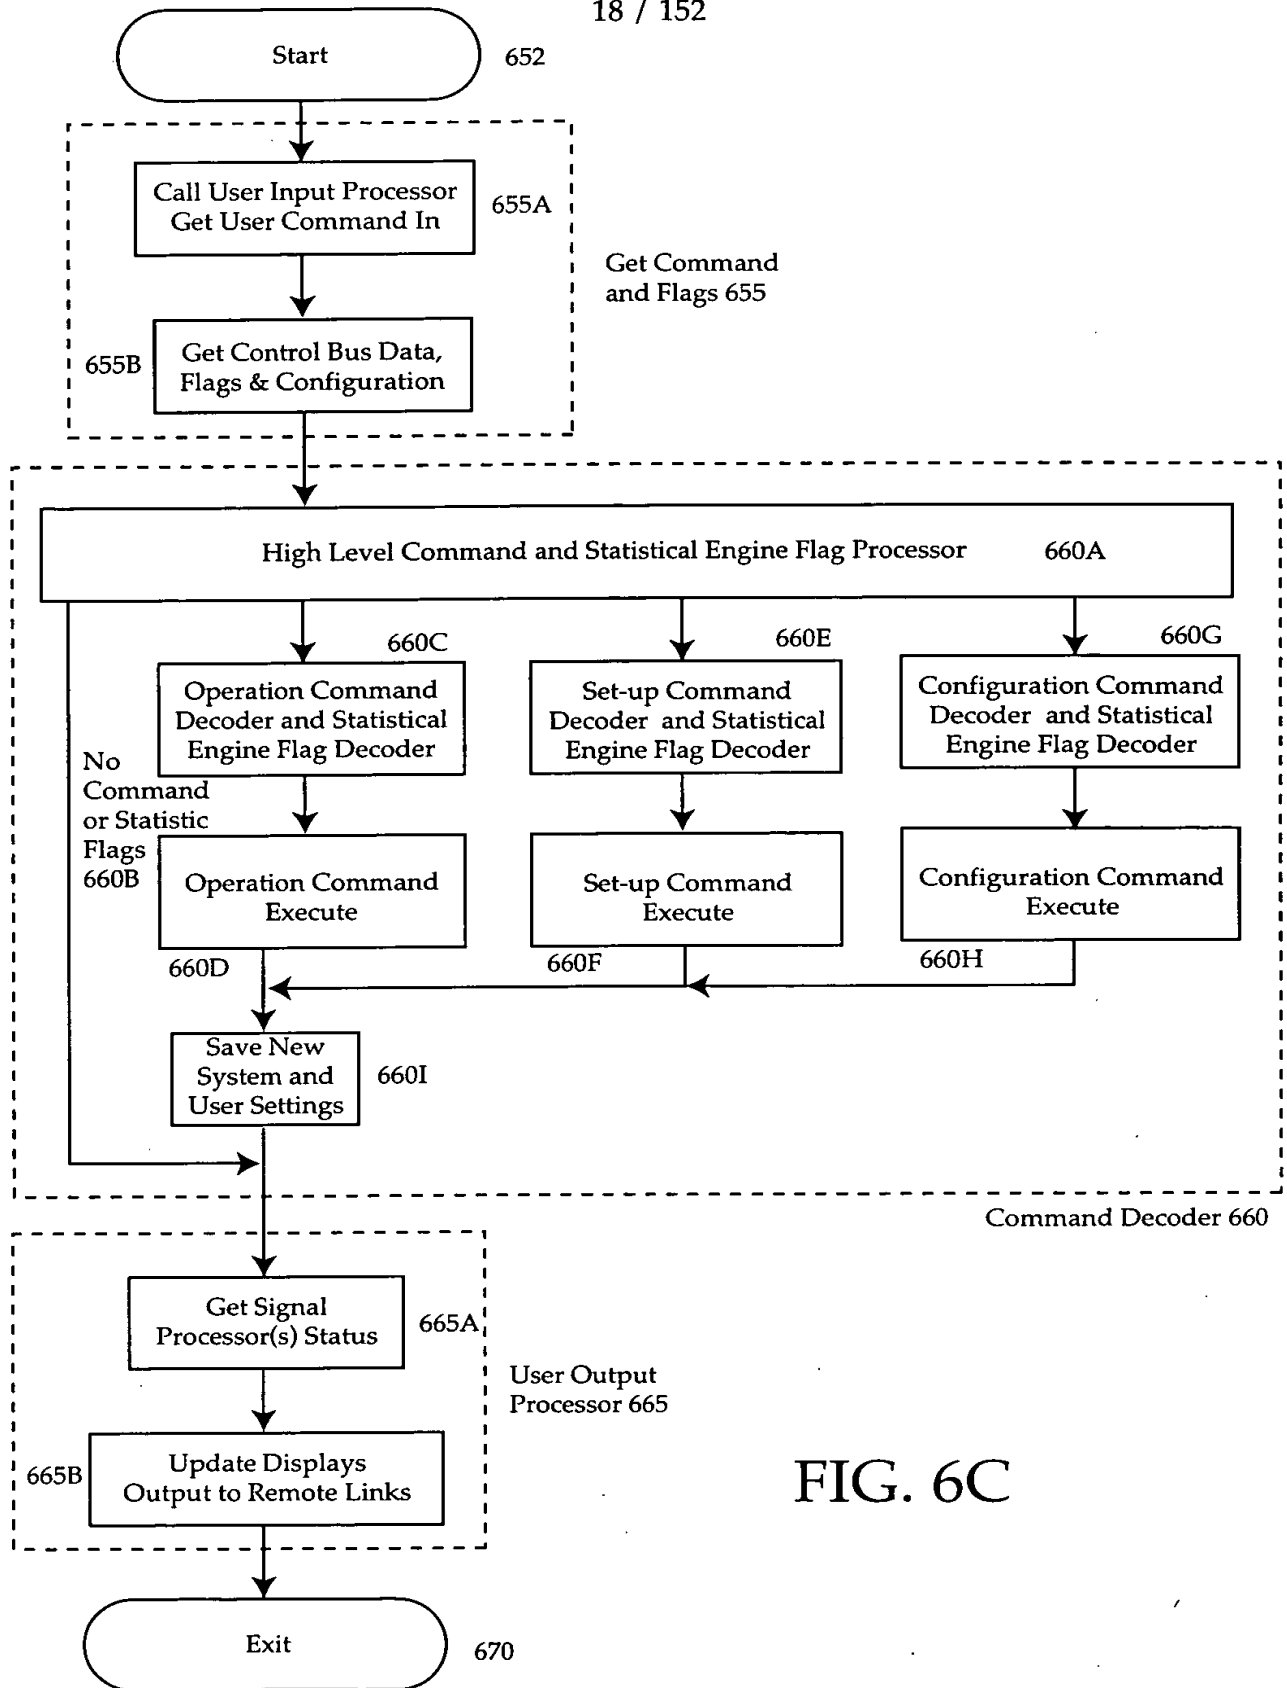 18 / 152
Start
652
Call User Input Processor
Get User Command In
655A
Get Command
and Flags 655
655B
Get Control Bus Data,
Flags & Configuration
High Level Command and Statistical Engine Flag Processor
660A
660C
660E
660G
Operation Command
Decoder and Statistical
Engine Flag Decoder
Set-up Command
Decoder and Statistical
Engine Flag Decoder
Configuration Command
Decoder and Statistical
Engine Flag Decoder
No
Command
or Statistic
Flags
660B
Operation Command
Execute
Set-up Command
Execute
Configuration Command
Execute
660D
660F
660H
Save New
System and
User Settings
660I
Command Decoder 660
Get Signal
Processor(s) Status
665A
User Output
Processor 665
665B
Update Displays
Output to Remote Links
FIG. 6C
Exit
670